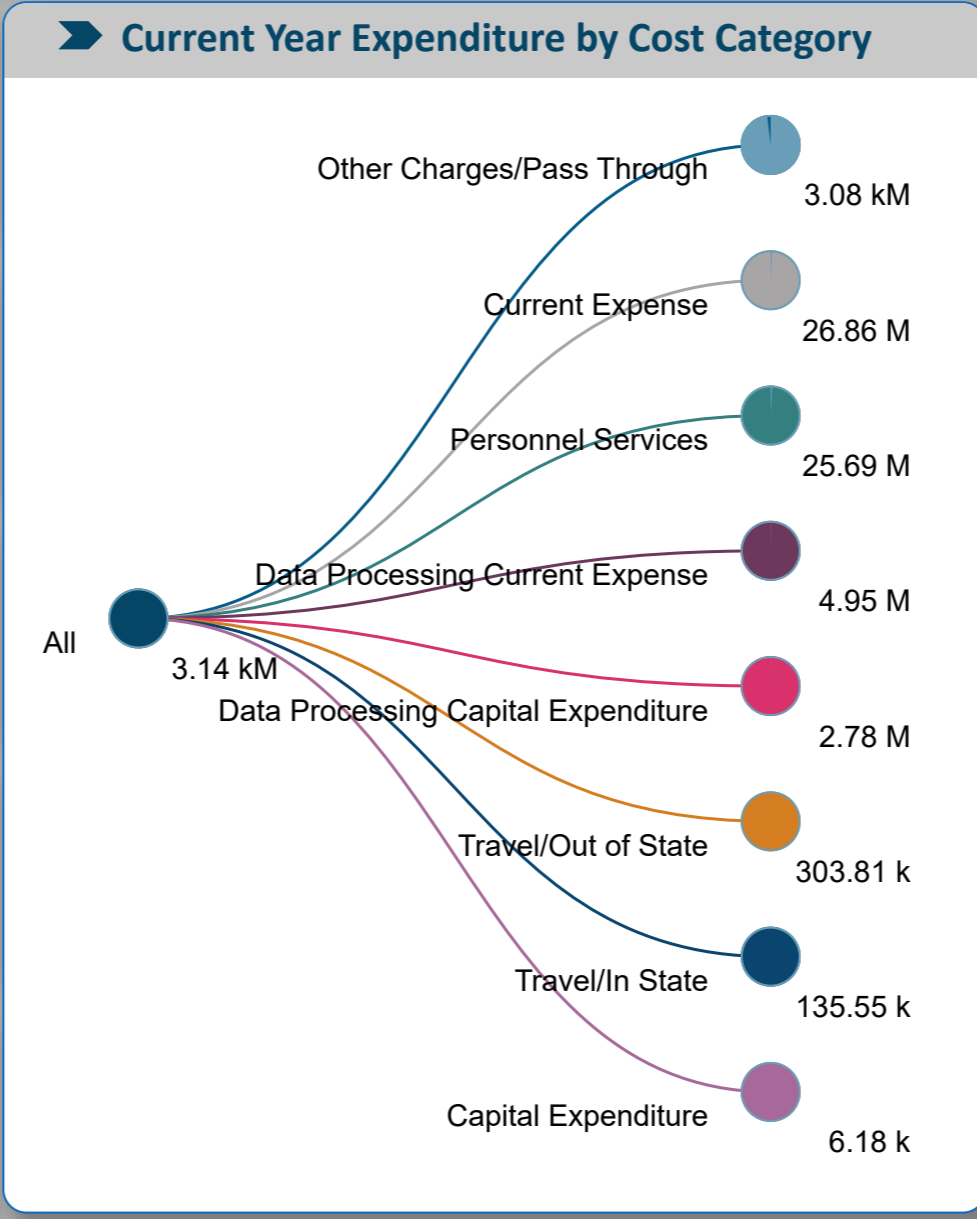 Current Year Expenditure by Cost Category
Other Charges/Pass Through
3.08 kM
Current Expense
26.86 M
Personnel Services
25.69 M
Data Processing Current Expense
4.95 M
All
3.14 kM
Data Processing Capital Expenditure
2.78 M
Travel/Out of State
303.81 k
Travel/In State
135.55 k
Capital Expenditure
6.18 k